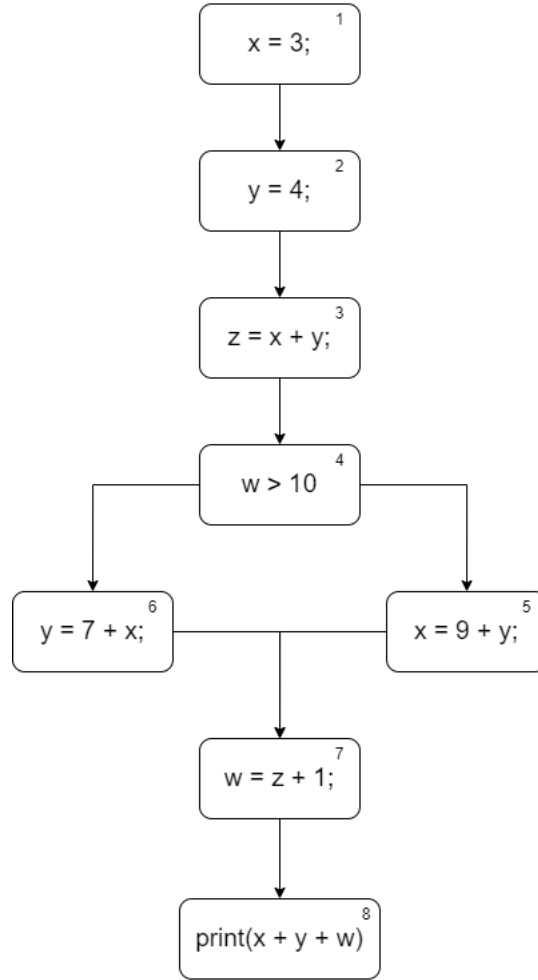 1
x = 3;
2
y = 4;
3
z = x + y;
4
w > 10
6
y = 7 + x;
5
x = 9 + y;
7
w = z + 1;
8
print(x + y + w)